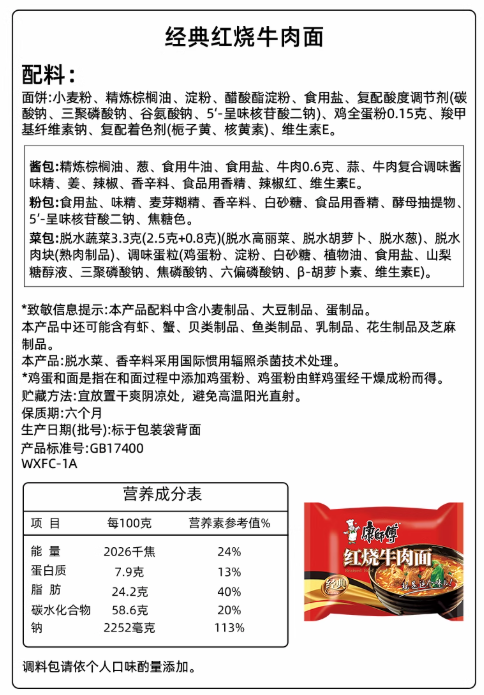 经典红烧牛肉面
配料：
面饼:小麦粉、精炼棕榈油、淀粉、醋酸酯淀粉、食用盐、复配酸度调节剂(碳
酸钠、三聚磷酸钠、谷氨酸钠、5’-呈味核苷酸二钠)、鸡全蛋粉0.15克、羧甲
基纤维素钠、复配着色剂(栀子黄、核黄素)、维生素E。
酱包:精炼棕榈油、葱、食用牛油、食用盐、牛肉0.6克、蒜、牛肉复合调味酱
味精、姜、辣椒、香辛料、食品用香精、辣椒红、维生素E。
粉包:食用盐、味精、麦芽糊精、香辛料、白砂糖、食品用香精、酵母抽提物、
5’-呈味核苷酸二钠、焦糖色。
菜包:脱水蔬菜3.3克(2.5克+0.8克)(脱水高丽菜、脱水胡萝卜、脱水葱)、脱水
肉块(熟肉制品)、调味蛋粒(鸡蛋粉、淀粉、白砂糖、植物油、食用盐、山梨
糖醇液、三聚磷酸钠、焦磷酸钠、六偏磷酸钠、β-胡萝卜素、维生素E)。
*致敏信息提示:本产品配料中含小麦制品、大豆制品、蛋制品。
本产品中还可能含有虾、蟹、贝类制品、鱼类制品、乳制品、花生制品及芝麻
制品。
本产品:脱水菜、香辛料采用国际惯用辐照杀菌技术处理。
*鸡蛋和面是指在和面过程中添加鸡蛋粉、鸡蛋粉由鲜鸡蛋经干燥成粉而得。
贮藏方法:宜放置干爽阴凉处，避免高温阳光直射。
保质期:六个月
生产日期(批号):标于包装袋背面
产品标准号:GB17400
WXFC-1A
营养成分表
项 目 每100克 营养素参考值%
能 量 2026千焦 24%
蛋白质 7.9克 13%
脂 肪 24.2克 40%
碳水化合物 58.6克 20%
钠 2252毫克 113%
康师傅
红烧牛肉面
经典
就是这个味儿!
调料包请依个人口味酌量添加。